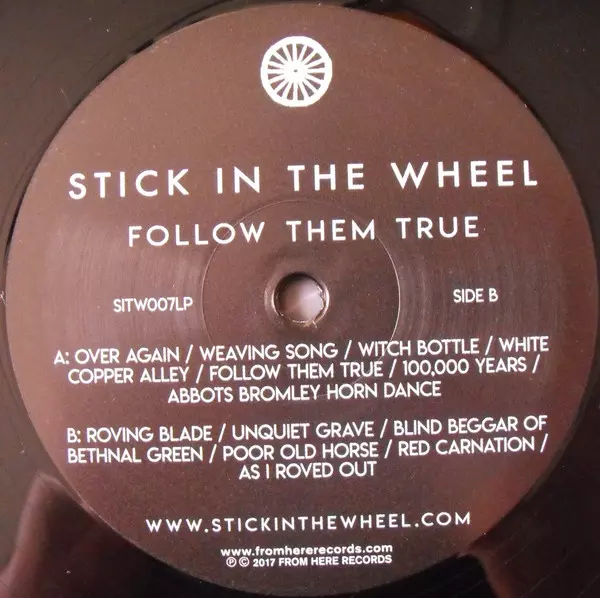 STICK IN THE WHEEL
FOLLOW THEM TRUE
SITW007LP
SIDE B
A: OVER AGAIN / WEAVING SONG / WITCH BOTTLE / WHITE
COPPER ALLEY / FOLLOW THEM TRUE / 100,000 YEARS /
ABBOTS BROMLEY HORN DANCE
B: ROVING BLADE / UNQUIET GRAVE / BLIND BEGGAR OF
BETHNAL GREEN / POOR OLD HORSE / RED CARNATION /
AS I ROVED OUT
WWW.STICKINTHEWHEEL.COM
www.fromhererecords.com
℗ © 2017 FROM HERE RECORDS